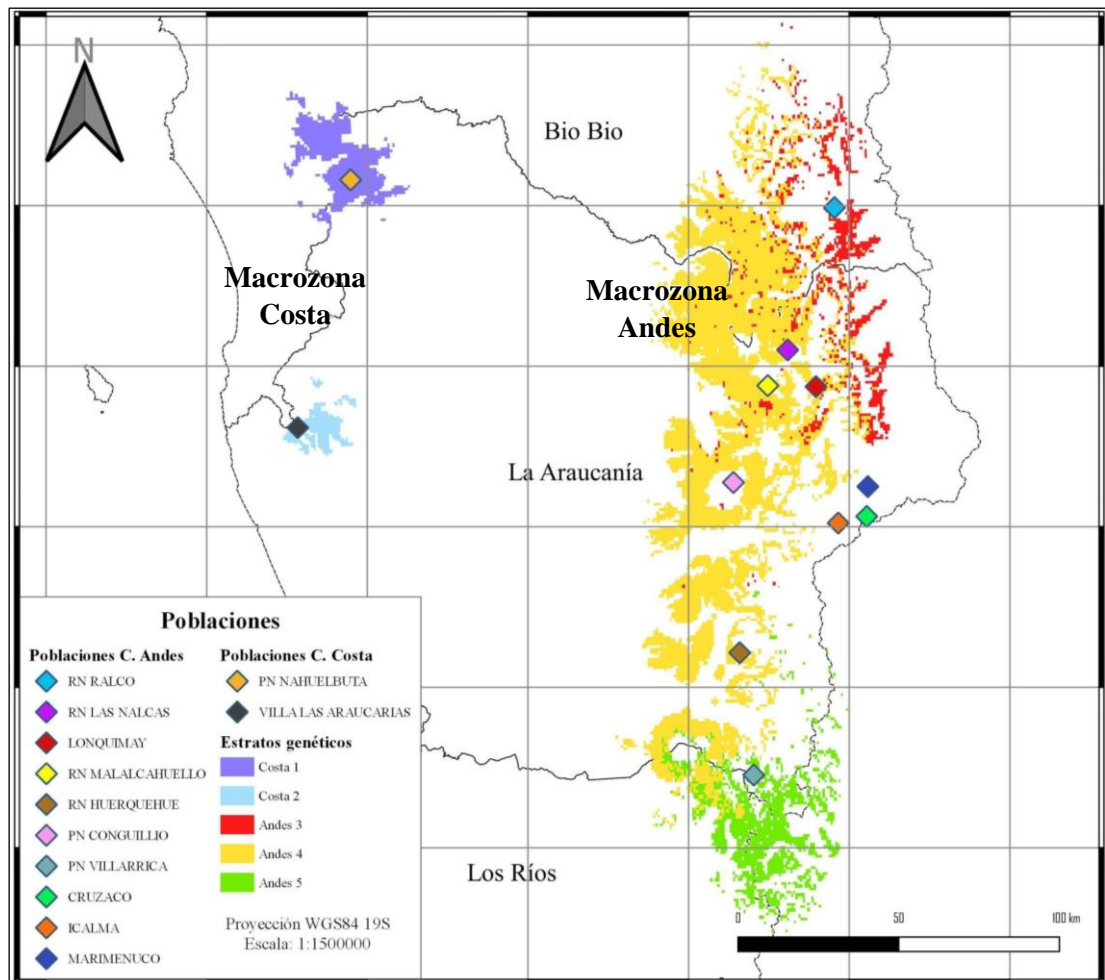 N
Bio Bio
Macrozona
Costa
Macrozona
Andes
La Araucanía
Poblaciones
Poblaciones C. Andes
RN RALCO
RN LAS NALCAS
LONQUIMAY
RN MALALCAHUELLO
RN HUERQUEHUE
PN CONGUILLIO
PN VILLARRICA
CRUZACO
ICALMA
MARIMENUCO
Poblaciones C. Costa
PN NAHUELBUTA
VILLA LAS ARAUCARIAS
Estratos genéticos
Costa 1
Costa 2
Andes 3
Andes 4
Andes 5
Proyección WGS84 19S
Escala: 1:1500000
Los Ríos
0 50 100 km